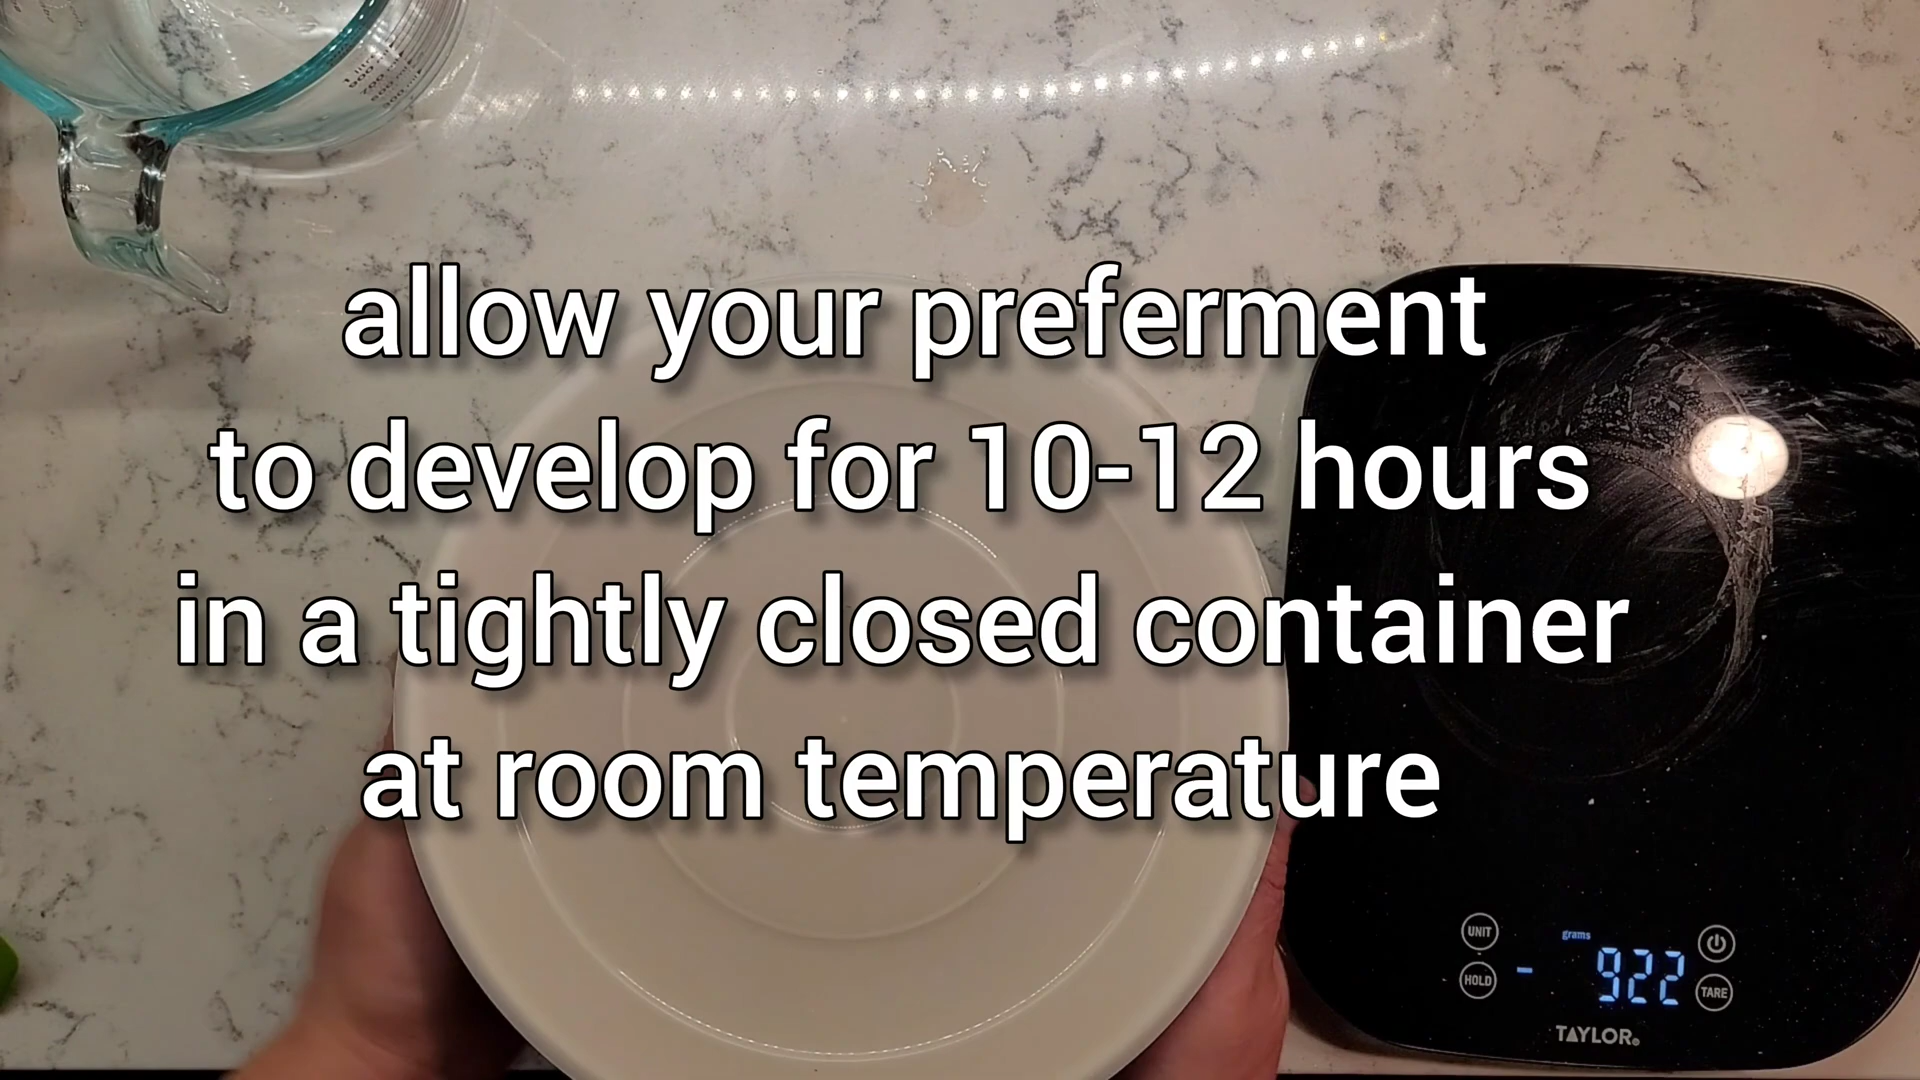 allow your preferment
to develop for 10-12 hours
in a tightly closed container
at room temperature
UNIT
grams
HOLD
- 922
TARE
TAYLOR